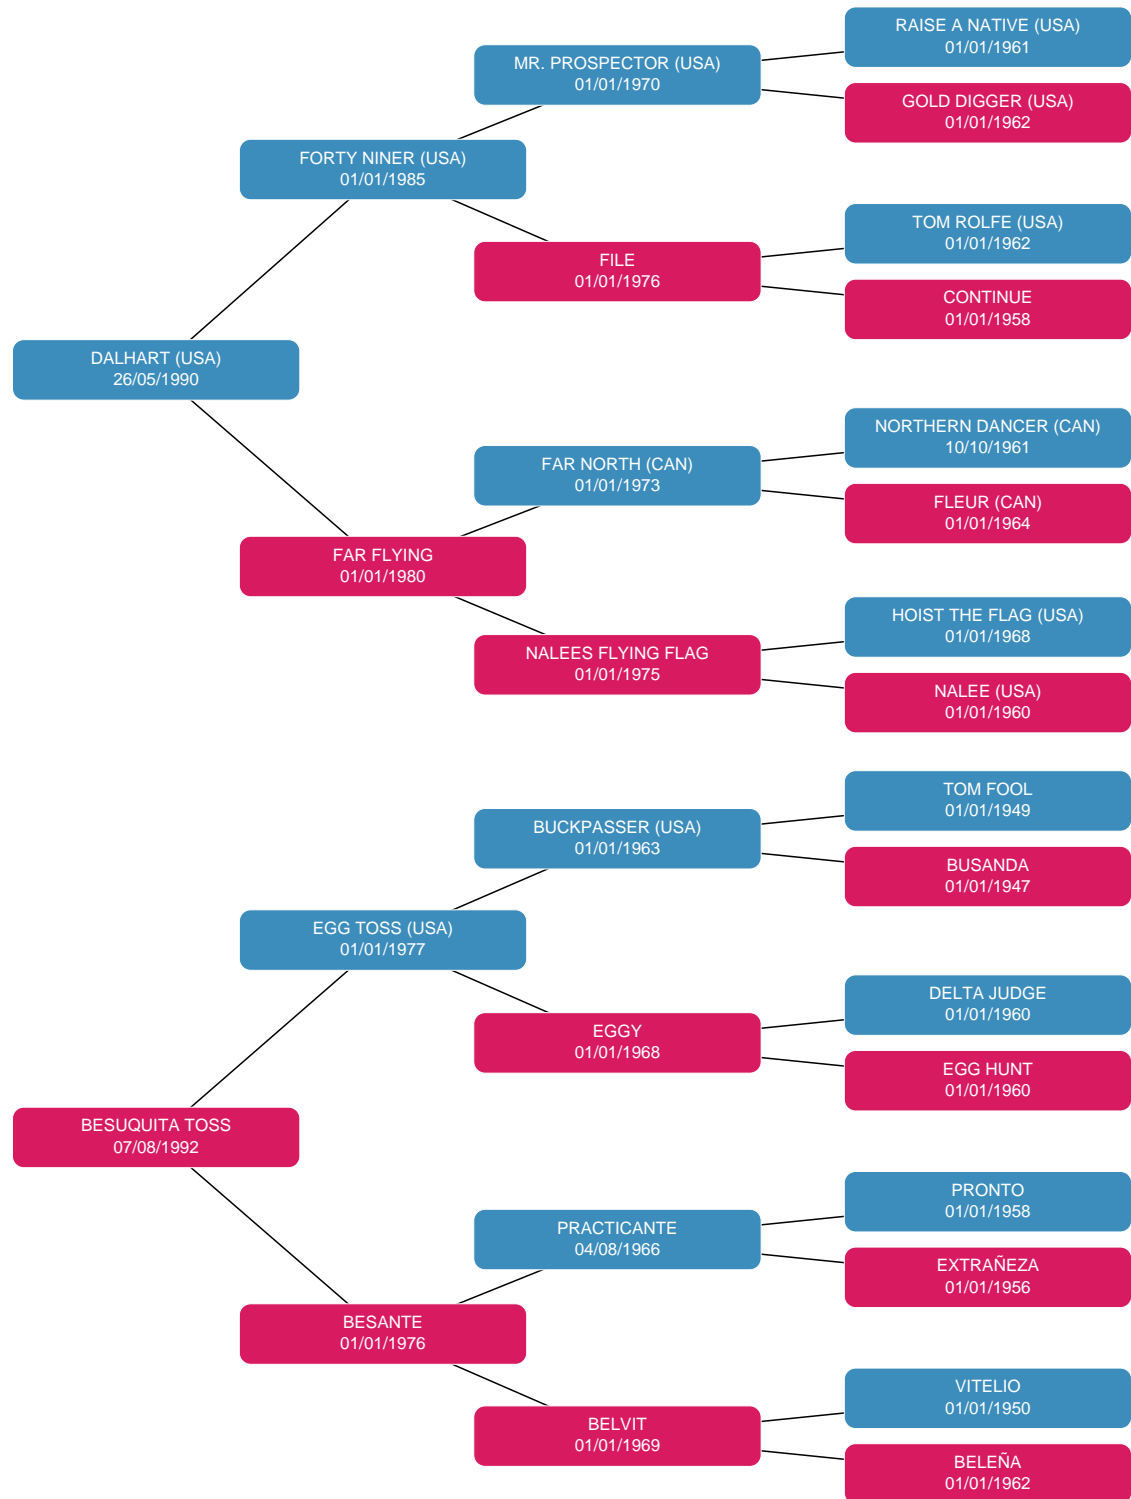 RAISE A NATIVE (USA)
01/01/1961
MR. PROSPECTOR (USA)
01/01/1970
GOLD DIGGER (USA)
01/01/1962
FORTY NINER (USA)
01/01/1985
TOM ROLFE (USA)
01/01/1962
FILE
01/01/1976
CONTINUE
01/01/1958
DALHART (USA)
26/05/1990
NORTHERN DANCER (CAN)
10/10/1961
FAR NORTH (CAN)
01/01/1973
FLEUR (CAN)
01/01/1964
FAR FLYING
01/01/1980
HOIST THE FLAG (USA)
01/01/1968
NALEES FLYING FLAG
01/01/1975
NALEE (USA)
01/01/1960
TOM FOOL
01/01/1949
BUCKPASSER (USA)
01/01/1963
BUSANDA
01/01/1947
EGG TOSS (USA)
01/01/1977
DELTA JUDGE
01/01/1960
EGGY
01/01/1968
EGG HUNT
01/01/1960
BESUQUITA TOSS
07/08/1992
PRONTO
01/01/1958
PRACTICANTE
04/08/1966
EXTRAÑEZA
01/01/1956
BESANTE
01/01/1976
VITELIO
01/01/1950
BELVIT
01/01/1969
BELEÑA
01/01/1962